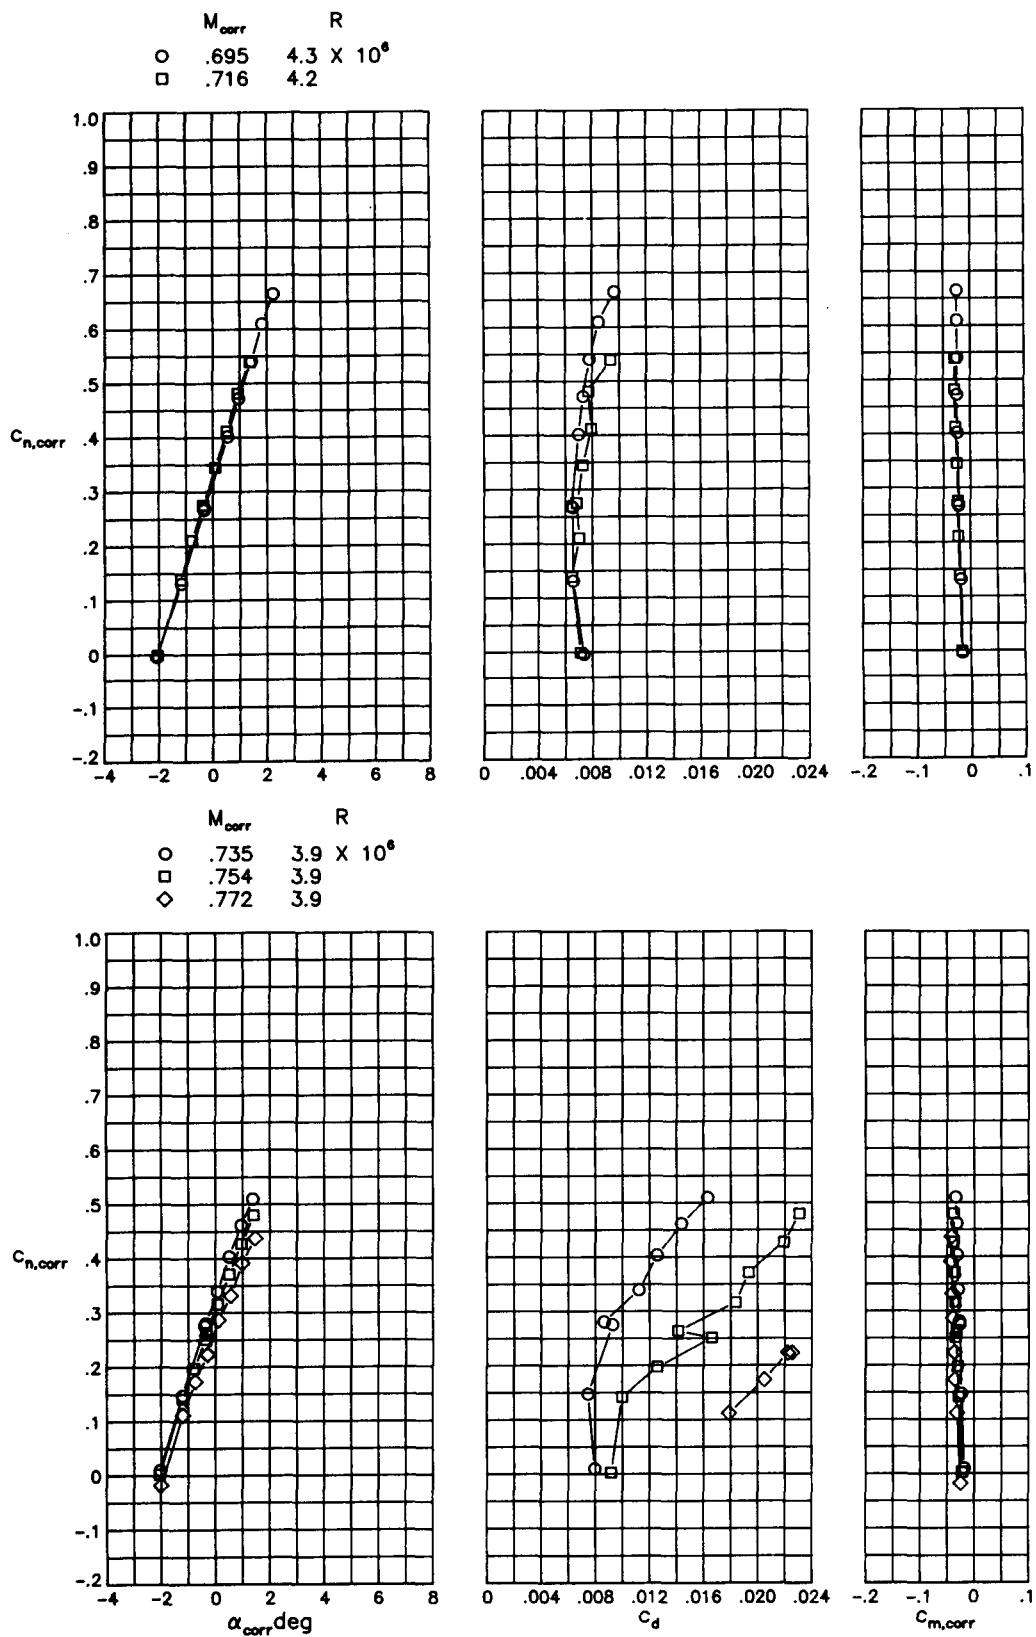 M_corr R
○ .695 4.3 X 10⁶
□ .716 4.2
1.0
.9
.8
.7
.6
.5
C_n,corr .4
.3
.2
.1
0
-.1
-.2
-4 -2 0 2 4 6 8
0 .004 .008 .012 .016 .020 .024
-.2 -.1 0 .1
M_corr R
○ .735 3.9 X 10⁶
□ .754 3.9
◇ .772 3.9
1.0
.9
.8
.7
.6
.5
C_n,corr .4
.3
.2
.1
0
-.1
-.2
-4 -2 0 2 4 6 8
α_corr deg
0 .004 .008 .012 .016 .020 .024
C_d
-.2 -.1 0 .1
C_m,corr